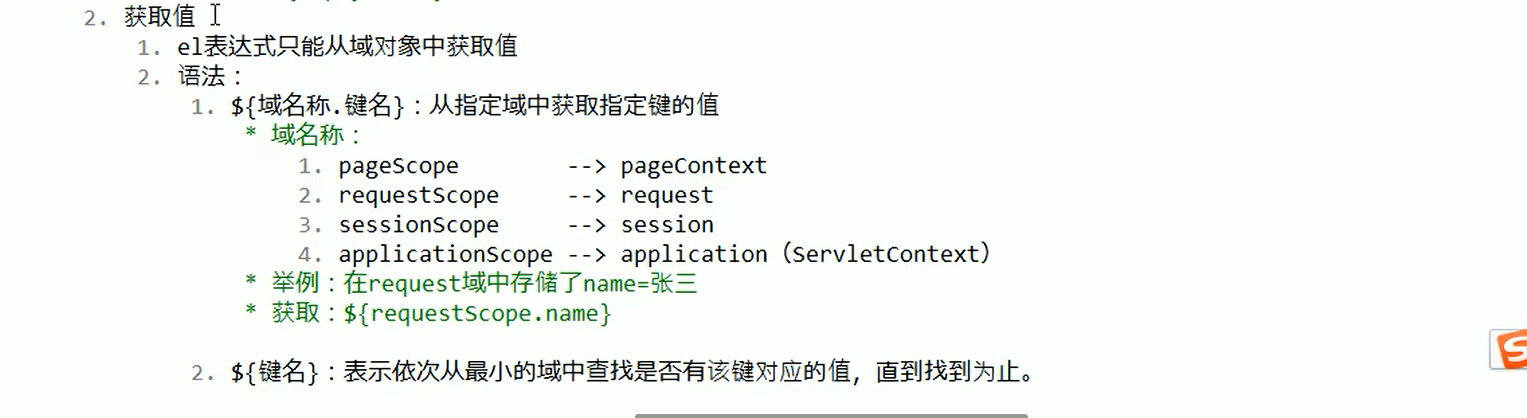 2. 获取值
1. el表达式只能从域对象中获取值
2. 语法：
1. ${域名称.键名}：从指定域中获取指定键的值
* 域名称：
1. pageScope --> pageContext
2. requestScope --> request
3. sessionScope --> session
4. applicationScope --> application（ServletContext）
* 举例：在request域中存储了name=张三
* 获取：${requestScope.name}
2. ${键名}：表示依次从最小的域中查找是否有该键对应的值，直到找到为止。